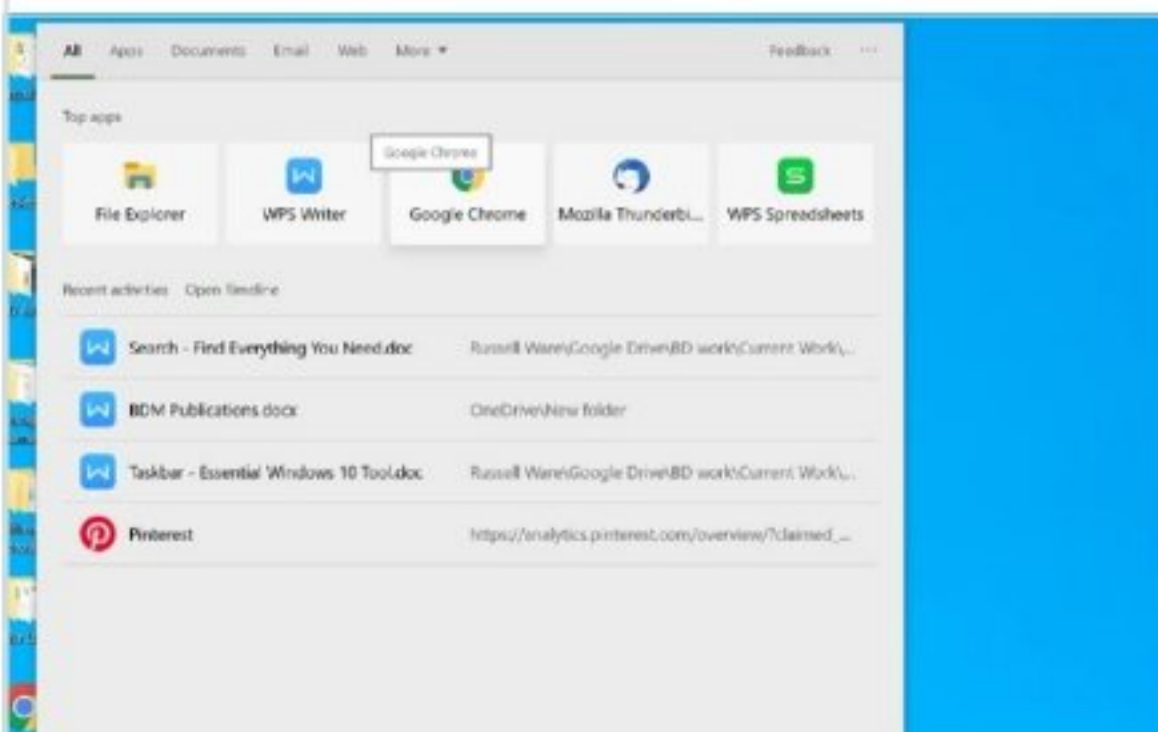 All Apps Documents Email Web More Feedback ...
Top apps
Google Chrome
File Explorer WPS Writer Google Chrome Mozilla Thunderbi... WPS Spreadsheets
Recent activities Open Timeline
Search - Find Everything You Need.doc Russell Ware\Google Drive\BD work\Current Work\...
BDM Publications.docx OneDrive\New folder
Taskbar - Essential Windows 10 Tool.doc Russell Ware\Google Drive\BD work\Current Work\...
Pinterest https://analytics.pinterest.com/overview/?claimed_...